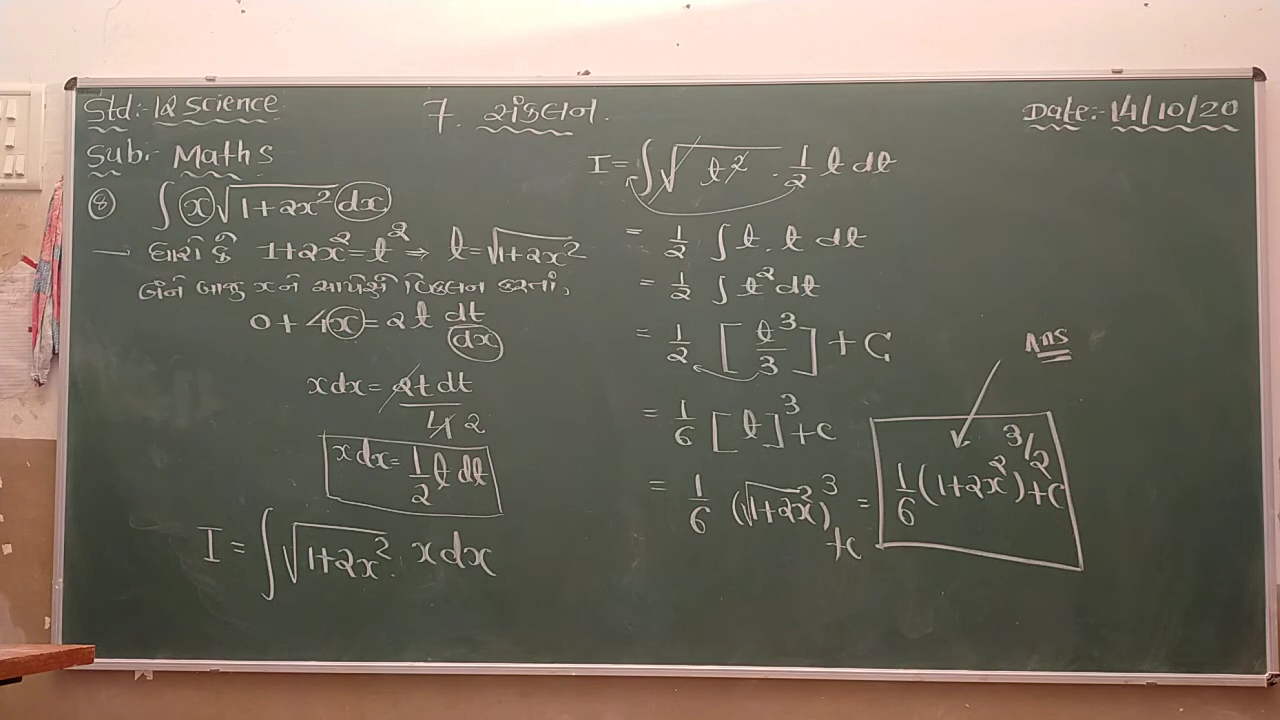 Std:- 12 Science
7. સંકલન.
Date:- 14/10/20
Sub:- Maths
⑧ ∫ x√(1+2x²) dx
→ ધારો કે 1+2x² = t² ⇒ t = √(1+2x²)
બંને બાજુ x ને સાપેક્ષે વિકલન કરતાં,
0 + 4x = 2t dt/dx
x dx = 2t dt/4 2
x dx = 1/2 t dt
I = ∫ √(1+2x²) . x dx
I = ∫ √(t²) . 1/2 t dt
= 1/2 ∫ t . t dt
= 1/2 ∫ t² dt
= 1/2 [t³/3] + C
= 1/6 [t]³ + C
= 1/6 (√(1+2x²))³ + C = 1/6 (1+2x²)^(3/2) + C
Ans